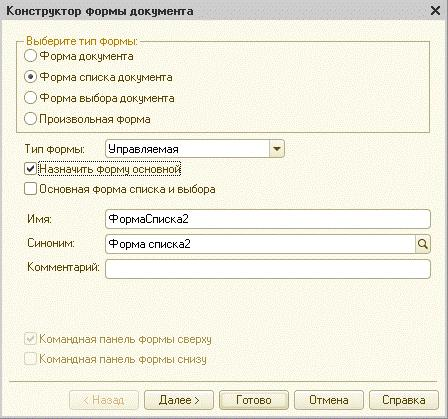 Конструктор формы документа
Выберите тип формы:
Форма документа
Форма списка документа
Форма выбора документа
Произвольная форма
Тип формы: Управляемая
Назначить форму основной
Основная форма списка и выбора
Имя: ФормаСписка2
Синоним: Форма списка2
Комментарий:
Командная панель формы сверху
Командная панель формы снизу
< Назад Далее > Готово Отмена Справка